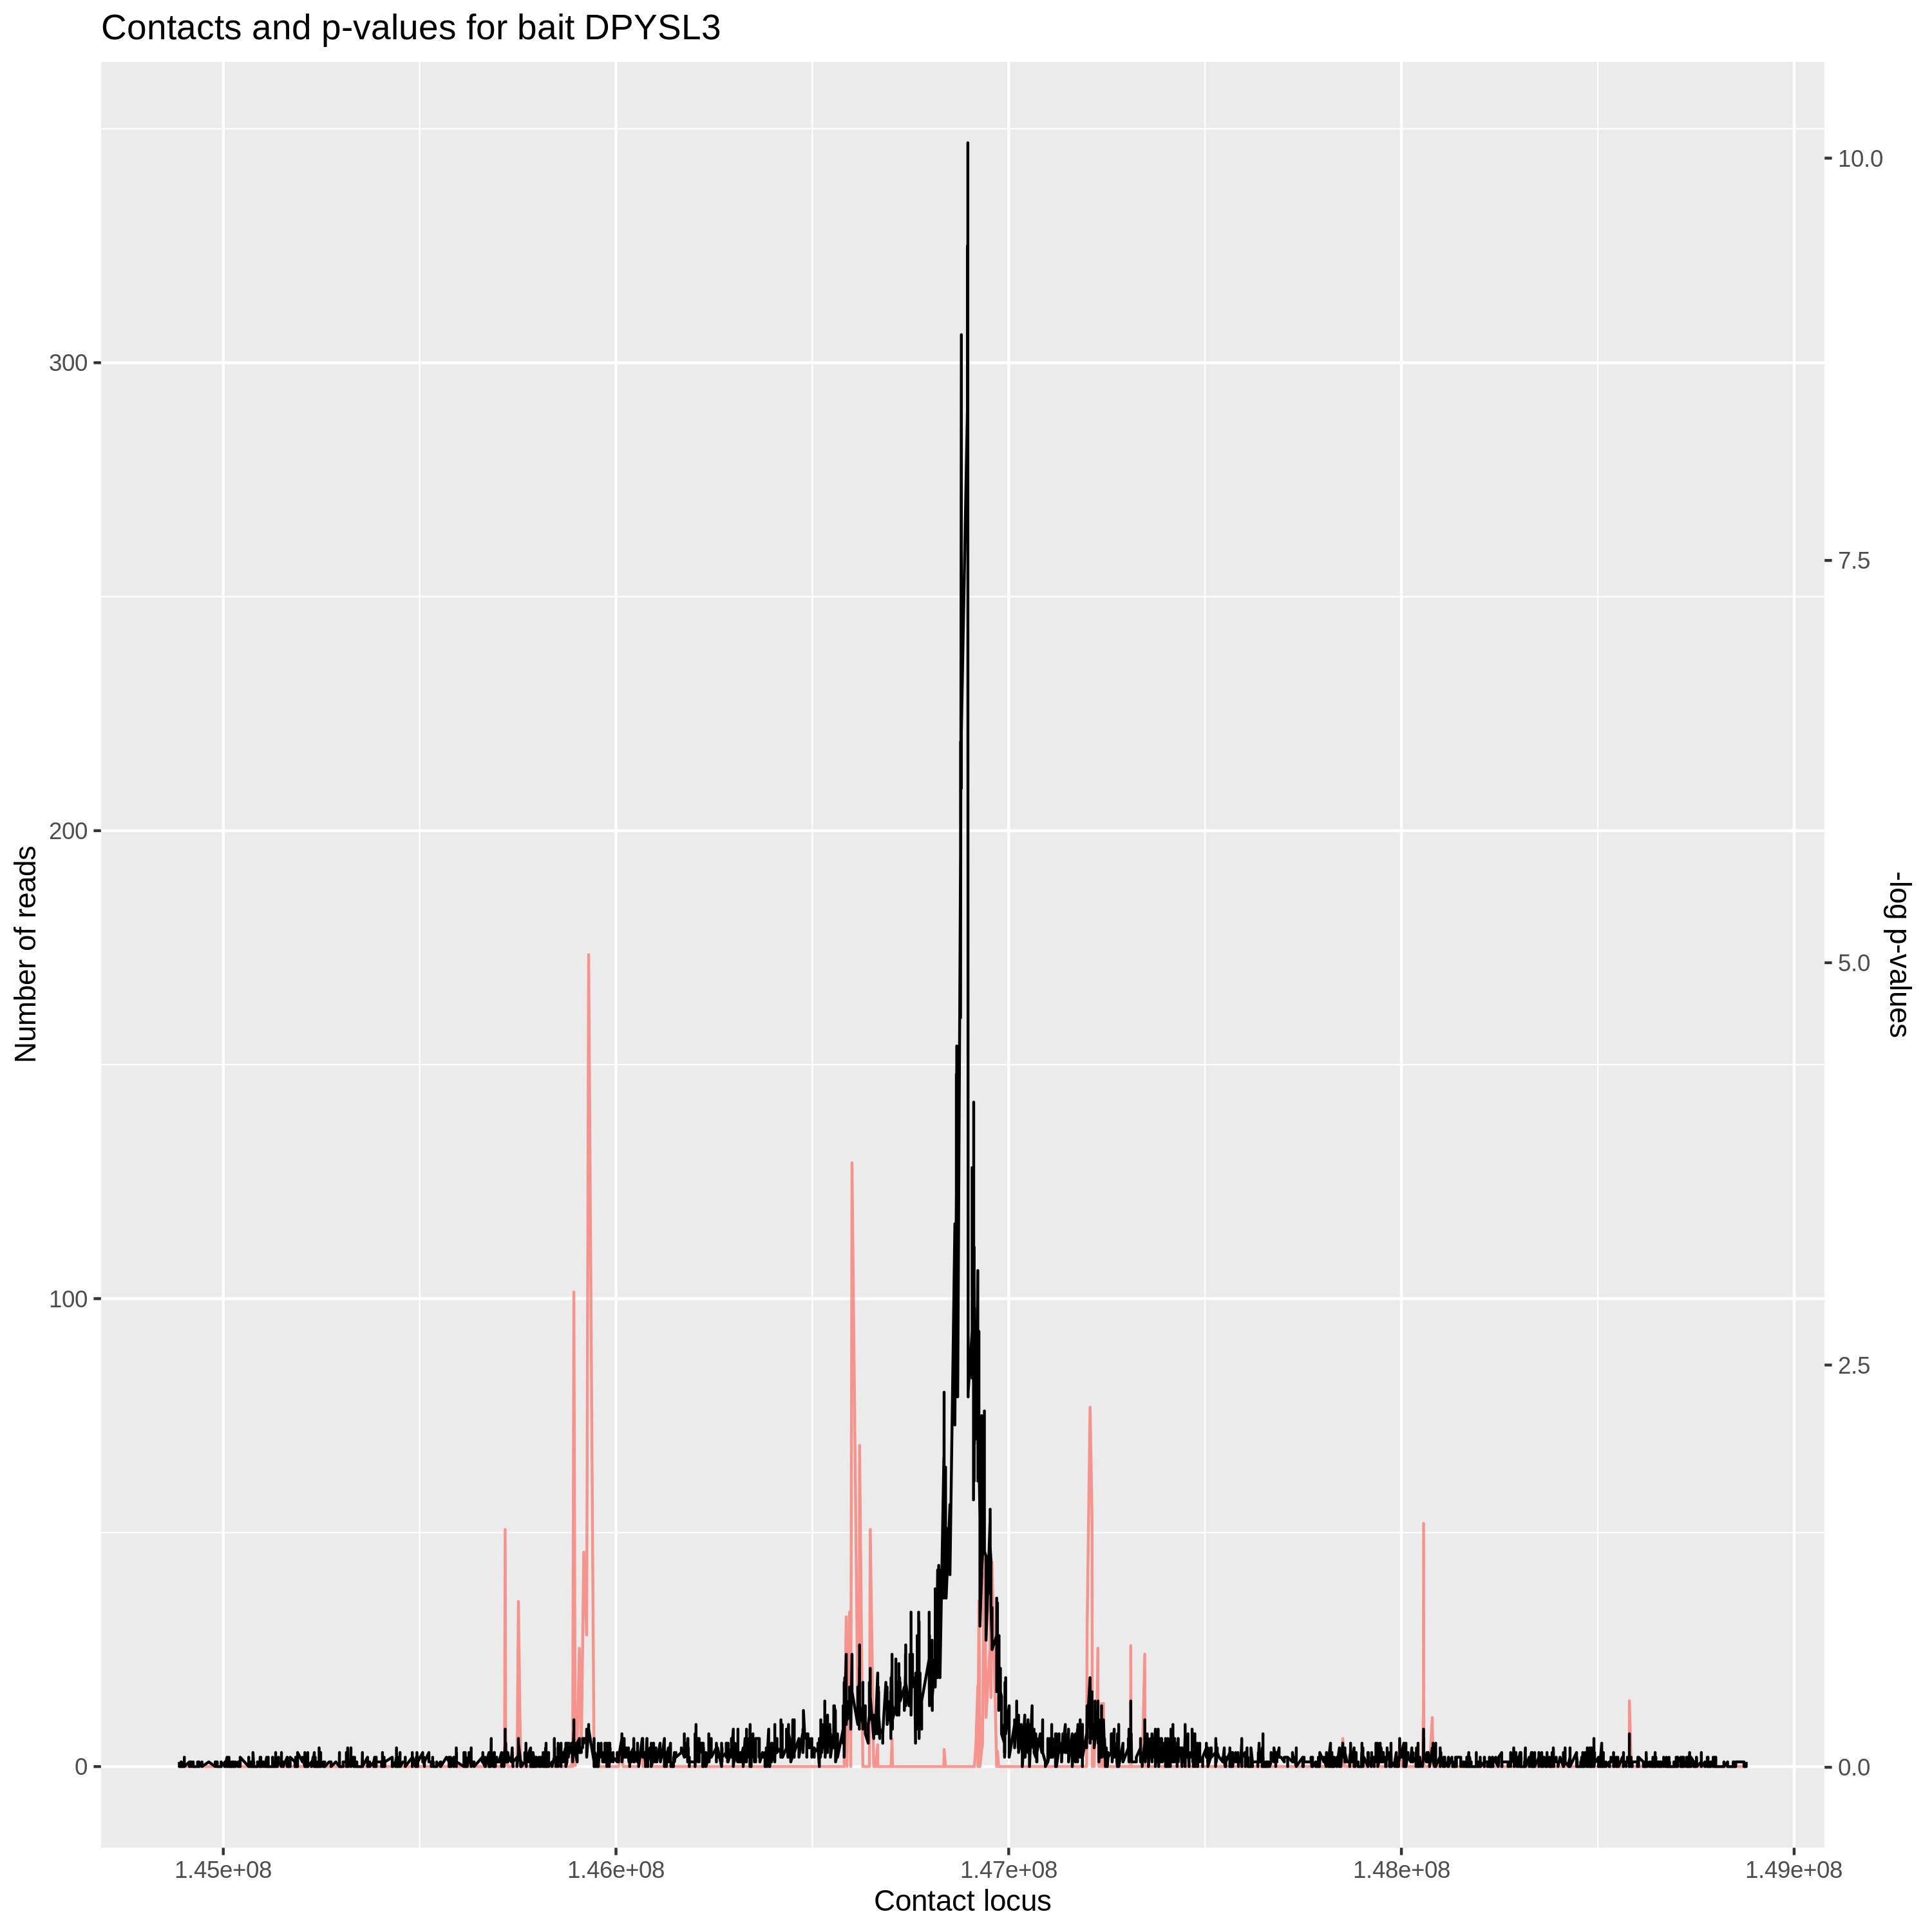 Contacts and p-values for bait DPYSL3
Number of reads
300
200
100
0
10.0
7.5
5.0
2.5
0.0
-log p-values
1.45e+08
1.46e+08
1.47e+08
1.48e+08
1.49e+08
Contact locus